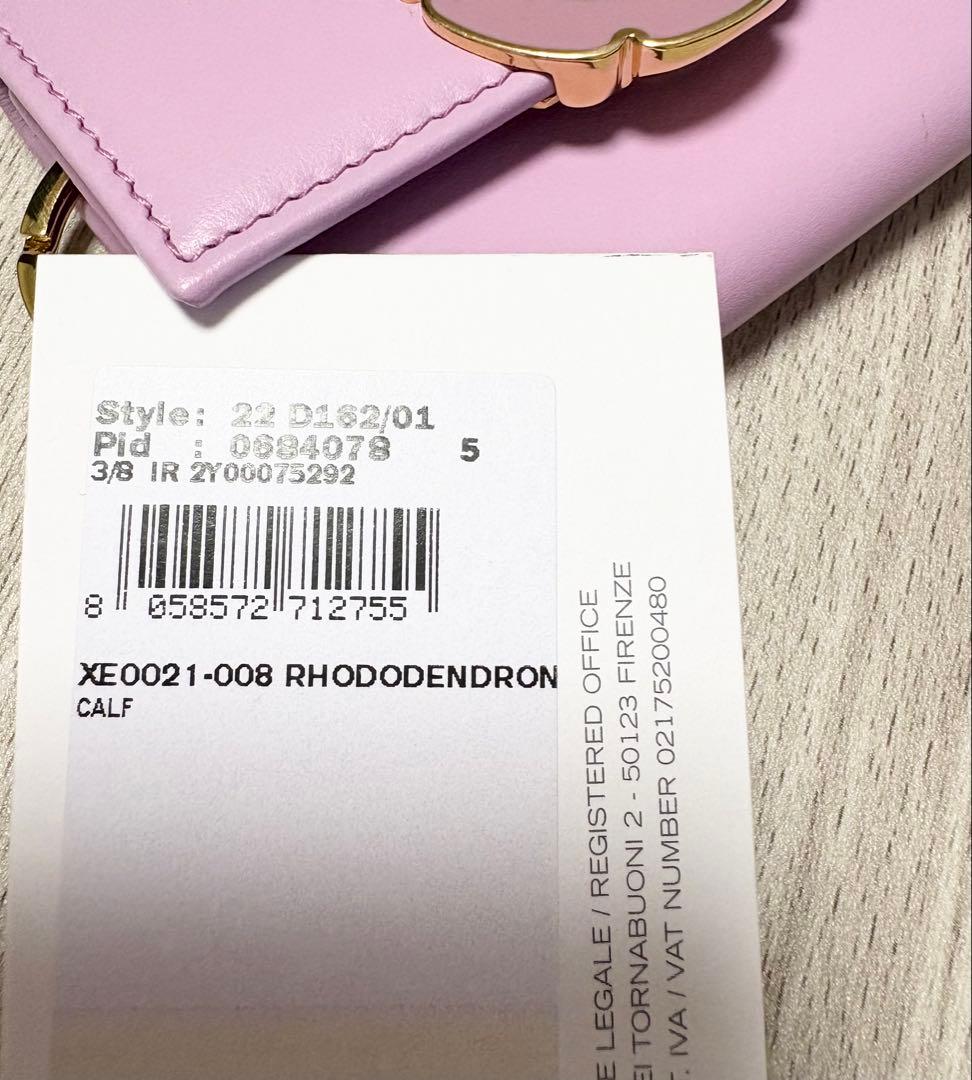 Style: 22 D162/01
Pid : 0684078 5
3/8 IR 2Y00075292
8 058572 712755
XE0021-008 RHODODENDRON
CALF
E LEGALE / REGISTERED OFFICE
EI TORNABUONI 2 - 50123 FIRENZE
. IVA / VAT NUMBER 02175200480